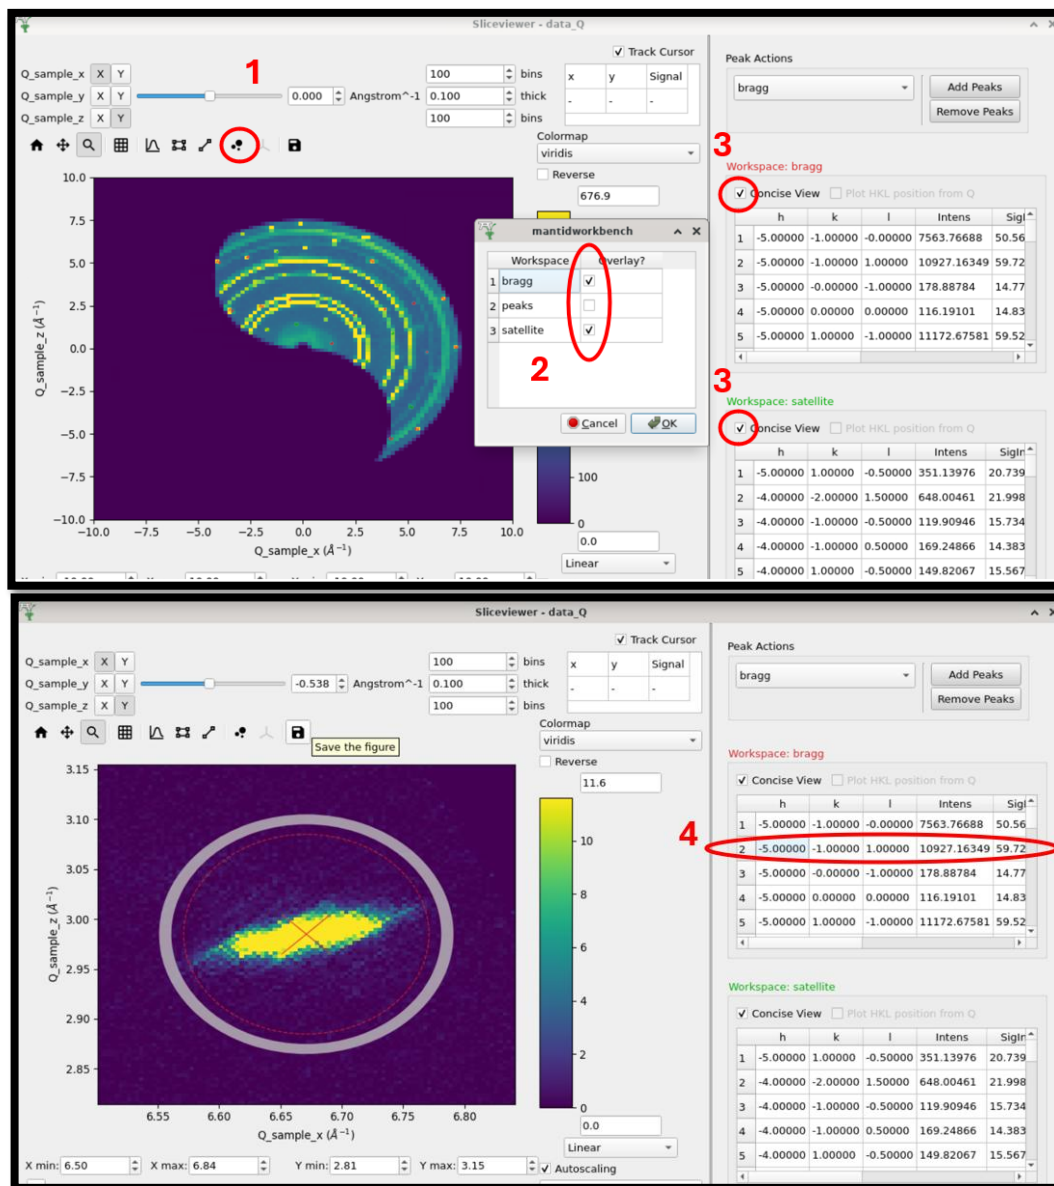 Sliceviewer - data_Q
Track Cursor
Q_sample_x X Y 100 bins x y Signal
Q_sample_y X Y 0.000 Angstrom^-1 0.100 thick - - -
Q_sample_z X Y 100 bins
1
Colormap
viridis
Reverse
676.9
10.0
7.5
5.0
2.5
0.0
−2.5
−5.0
−7.5
−10.0
Q_sample_z (Å⁻¹)
−10.0 −7.5 −5.0 −2.5 0.0 2.5 5.0 7.5 10.0
Q_sample_x (Å⁻¹)
100
0
0.0
Linear
mantidworkbench
Workspace Overlay?
1 bragg
2 peaks
3 satellite
2
Cancel OK
Peak Actions
bragg
Add Peaks
Remove Peaks
3
Workspace: bragg
Concise View Plot HKL position from Q
h k l Intens SigI
1 -5.00000 -1.00000 -0.00000 7563.76688 50.56
2 -5.00000 -1.00000 1.00000 10927.16349 59.72
3 -5.00000 -0.00000 -1.00000 178.88784 14.77
4 -5.00000 0.00000 0.00000 116.19101 14.83
5 -5.00000 1.00000 -1.00000 11172.67581 59.52
3
Workspace: satellite
Concise View Plot HKL position from Q
h k l Intens SigIn
1 -5.00000 1.00000 -0.50000 351.13976 20.739
2 -4.00000 -2.00000 1.50000 648.00461 21.998
3 -4.00000 -1.00000 -0.50000 119.90946 15.734
4 -4.00000 -1.00000 0.50000 169.24866 14.383
5 -4.00000 1.00000 -0.50000 149.82067 15.567
Sliceviewer - data_Q
Track Cursor
Q_sample_x X Y 100 bins x y Signal
Q_sample_y X Y -0.538 Angstrom^-1 0.100 thick - - -
Q_sample_z X Y 100 bins
Save the figure
Colormap
viridis
Reverse
11.6
3.15
3.10
3.05
3.00
2.95
2.90
2.85
Q_sample_z (Å⁻¹)
6.55 6.60 6.65 6.70 6.75 6.80
Q_sample_x (Å⁻¹)
10
8
6
4
2
0
0.0
Linear
X min: 6.50 X max: 6.84 Y min: 2.81 Y max: 3.15 Autoscaling
Peak Actions
bragg
Add Peaks
Remove Peaks
Workspace: bragg
Concise View Plot HKL position from Q
h k l Intens SigI
1 -5.00000 -1.00000 -0.00000 7563.76688 50.56
4
2 -5.00000 -1.00000 1.00000 10927.16349 59.72
3 -5.00000 -0.00000 -1.00000 178.88784 14.77
4 -5.00000 0.00000 0.00000 116.19101 14.83
5 -5.00000 1.00000 -1.00000 11172.67581 59.52
Workspace: satellite
Concise View Plot HKL position from Q
h k l Intens SigIn
1 -5.00000 1.00000 -0.50000 351.13976 20.739
2 -4.00000 -2.00000 1.50000 648.00461 21.998
3 -4.00000 -1.00000 -0.50000 119.90946 15.734
4 -4.00000 -1.00000 0.50000 169.24866 14.383
5 -4.00000 1.00000 -0.50000 149.82067 15.567